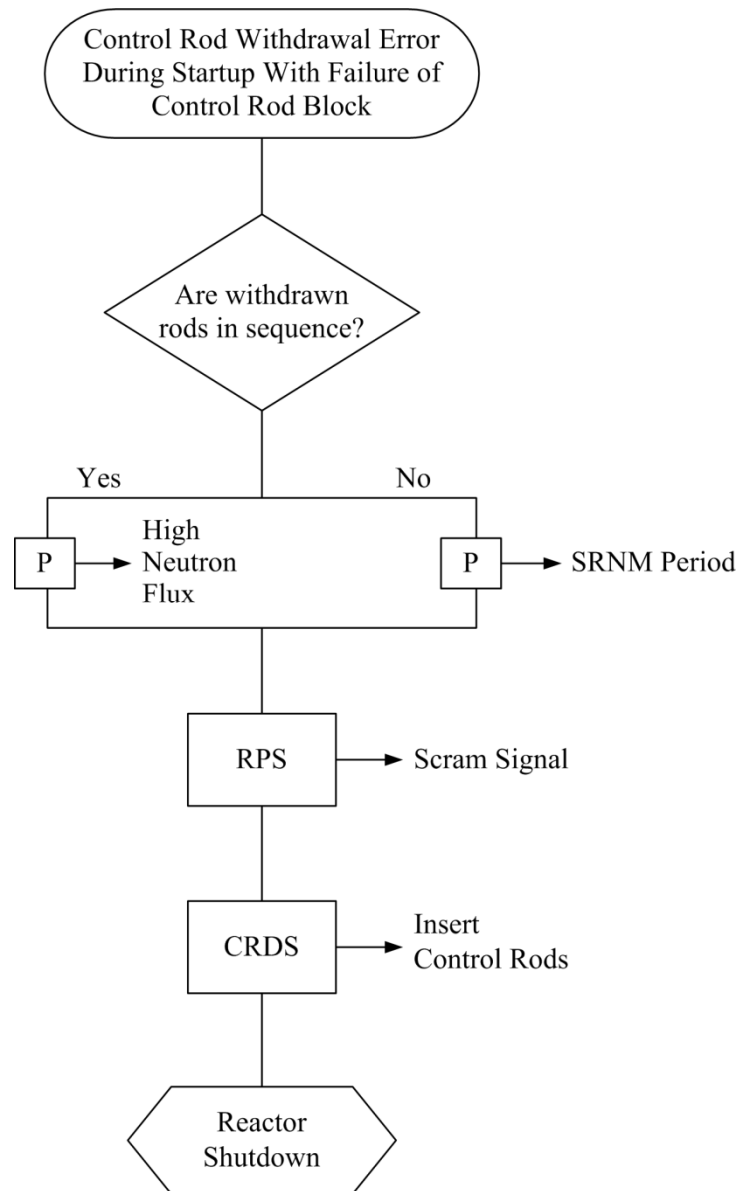 Control Rod Withdrawal Error
During Startup With Failure of
Control Rod Block
Are withdrawn
rods in sequence?
Yes
No
P
High
Neutron
Flux
P
SRNM Period
RPS
Scram Signal
CRDS
Insert
Control Rods
Reactor
Shutdown